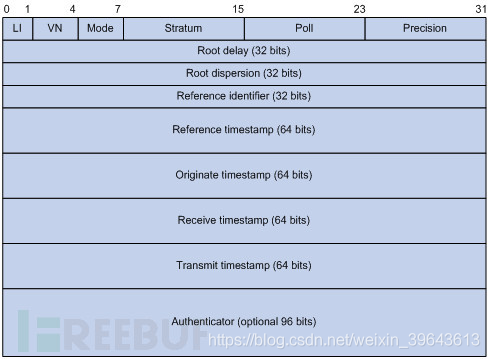 0 1 4 7 15 23 31
LI VN Mode Stratum Poll Precision
Root delay (32 bits)
Root dispersion (32 bits)
Reference identifier (32 bits)
Reference timestamp (64 bits)
Originate timestamp (64 bits)
Receive timestamp (64 bits)
Transmit timestamp (64 bits)
Authenticator (optional 96 bits)
REEBUF
https://blog.csdn.net/weixin_39643613